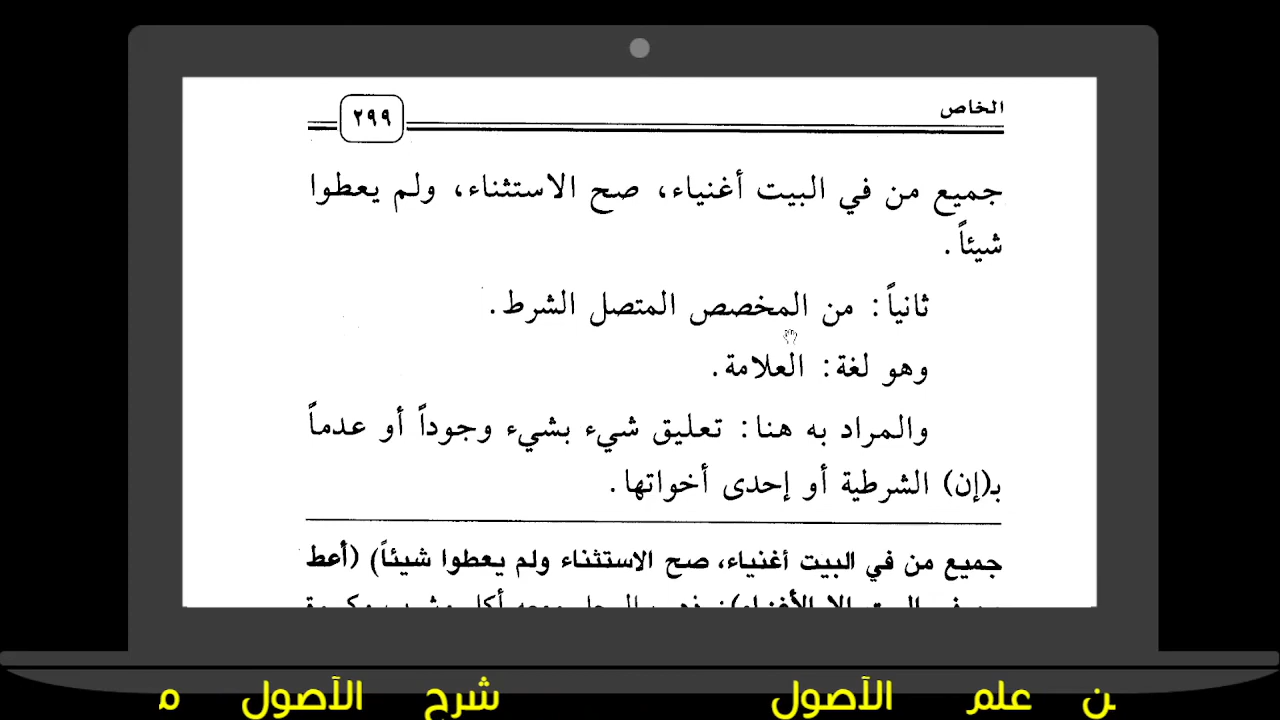 الخاص
٢٩٩
جميع من في البيت أغنياء، صح الاستثناء، ولم يعطوا
شيئاً.
ثانياً: من المخصص المتصل الشرط.
وهو لغة: العلامة.
والمراد به هنا: تعليق شيء بشيء وجوداً أو عدماً
بـ(إن) الشرطية أو إحدى أخواتها.
جميع من في البيت أغنياء، صح الاستثناء ولم يعطوا شيئاً) (أعط
ـن علم الأصول شرح الأصول مـ